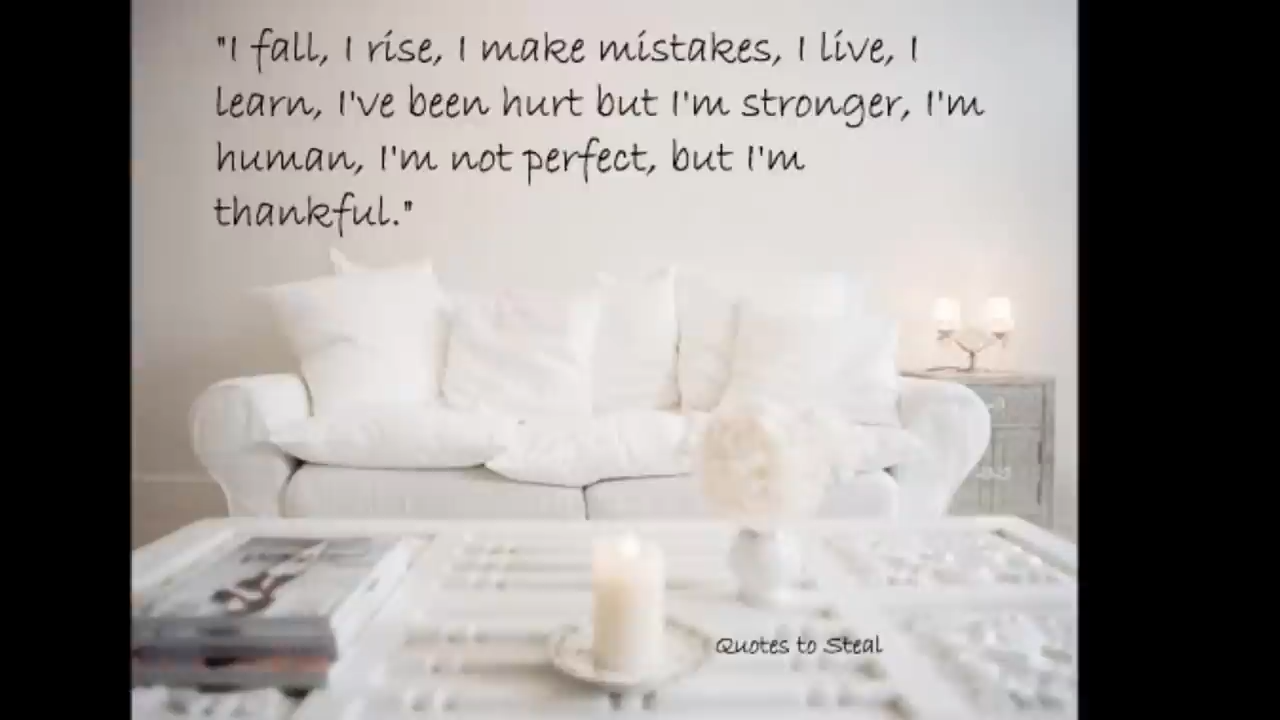 "I fall, I rise, I make mistakes, I live, I
learn, I've been hurt but I'm stronger, I'm
human, I'm not perfect, but I'm
thankful."
Quotes to Steal